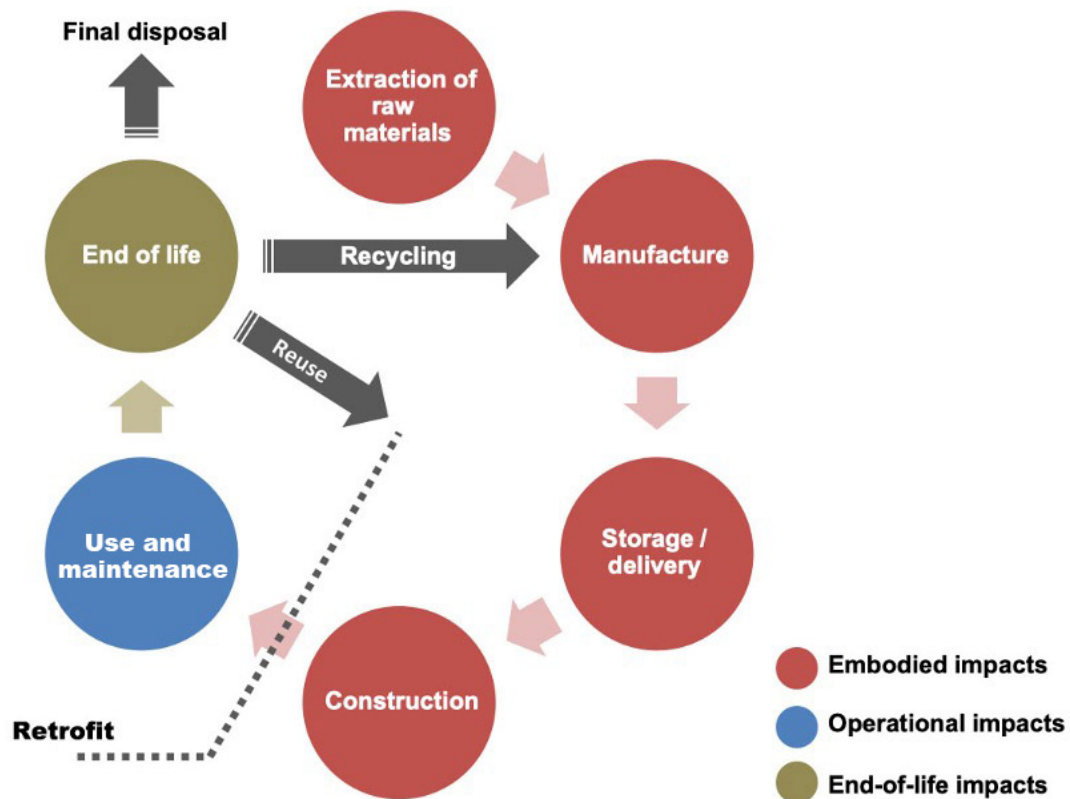 Final disposal
Extraction of
raw
materials
End of life
Recycling
Manufacture
Reuse
Use and
maintenance
Storage /
delivery
Construction
Retrofit
Embodied impacts
Operational impacts
End-of-life impacts